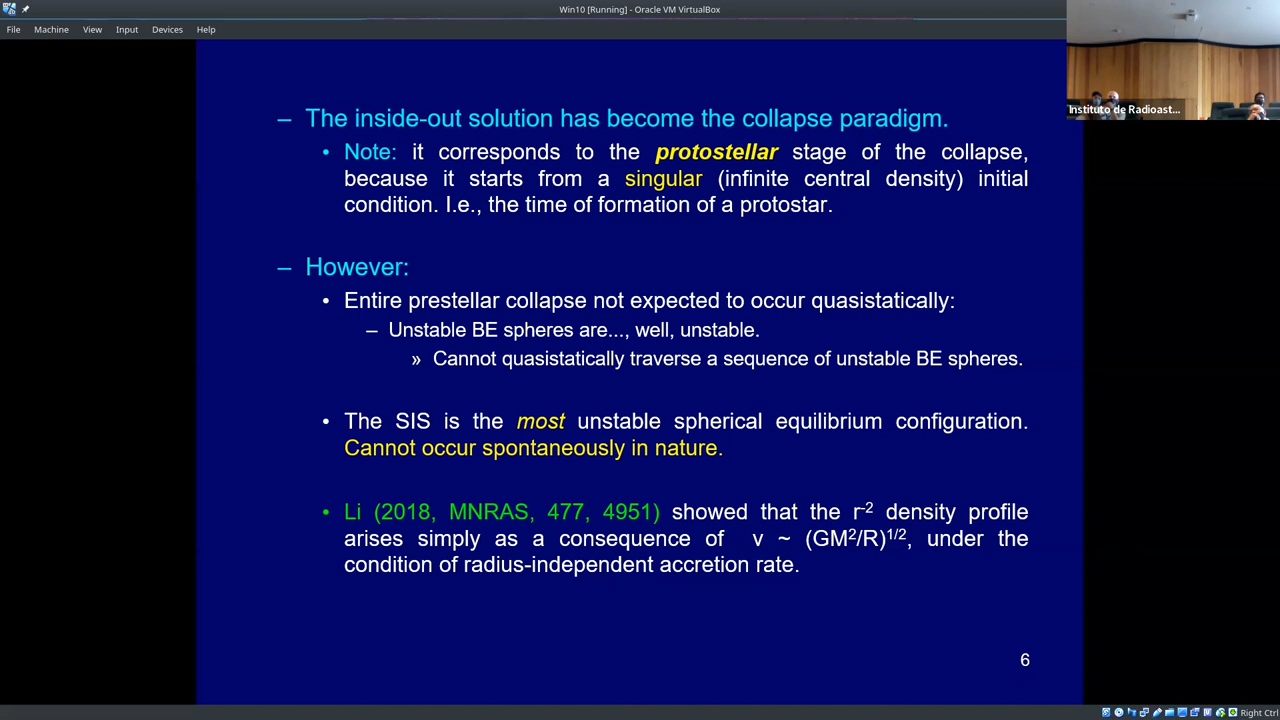 Win10 [Running] - Oracle VM VirtualBox
File Machine View Input Devices Help
Instituto de Radioast...
– The inside-out solution has become the collapse paradigm.
• Note: it corresponds to the protostellar stage of the collapse,
because it starts from a singular (infinite central density) initial
condition. I.e., the time of formation of a protostar.
– However:
• Entire prestellar collapse not expected to occur quasistatically:
– Unstable BE spheres are..., well, unstable.
» Cannot quasistatically traverse a sequence of unstable BE spheres.
• The SIS is the most unstable spherical equilibrium configuration.
Cannot occur spontaneously in nature.
• Li (2018, MNRAS, 477, 4951) showed that the r⁻² density profile
arises simply as a consequence of v ~ (GM²/R)¹ᐟ², under the
condition of radius-independent accretion rate.
6
Right Ctrl